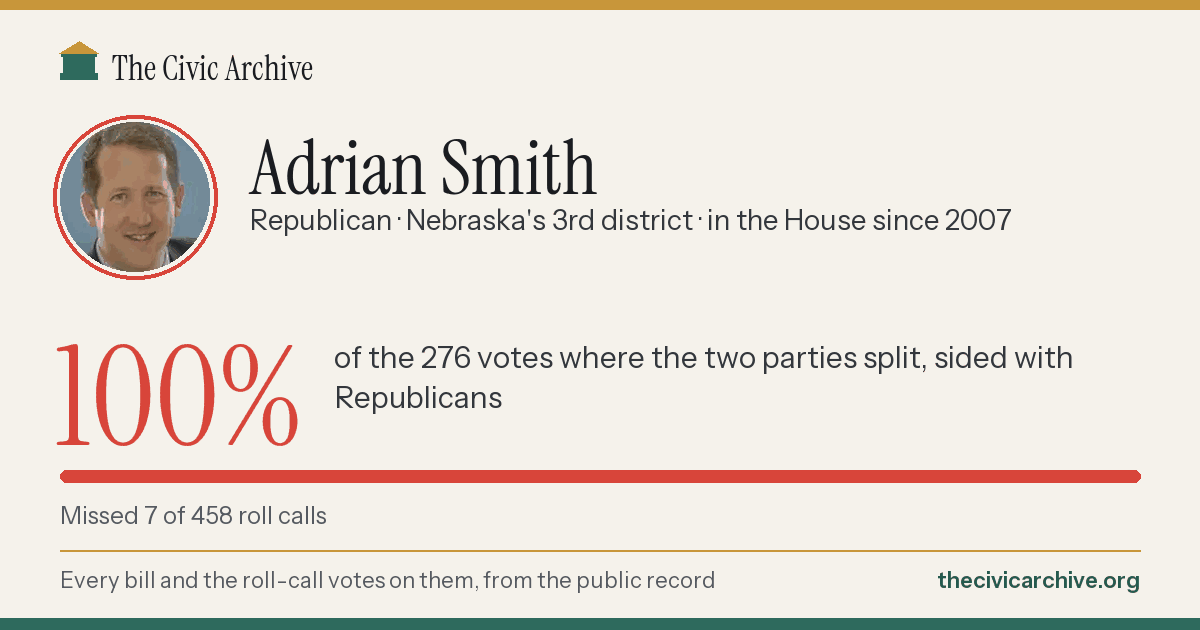 The Civic Archive
Adrian Smith
Republican · Nebraska's 3rd district · in the House since 2007
100%
of the 276 votes where the two parties split, sided with
Republicans
Missed 7 of 458 roll calls
Every bill and the roll-call votes on them, from the public record
thecivicarchive.org